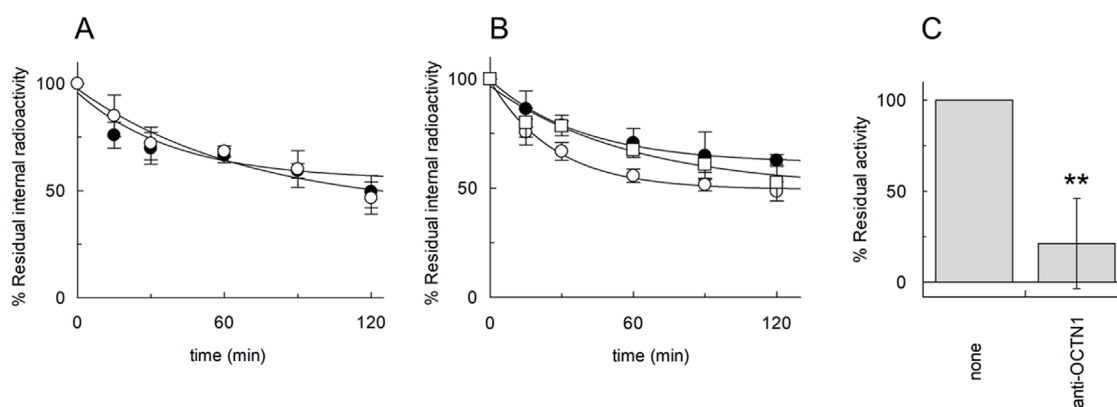 A
B
C
% Residual internal radioactivity
100
50
0
0
60
120
time (min)
% Residual internal radioactivity
100
50
0
0
60
120
time (min)
% Residual activity
100
50
0
**
none
anti-OCTN1